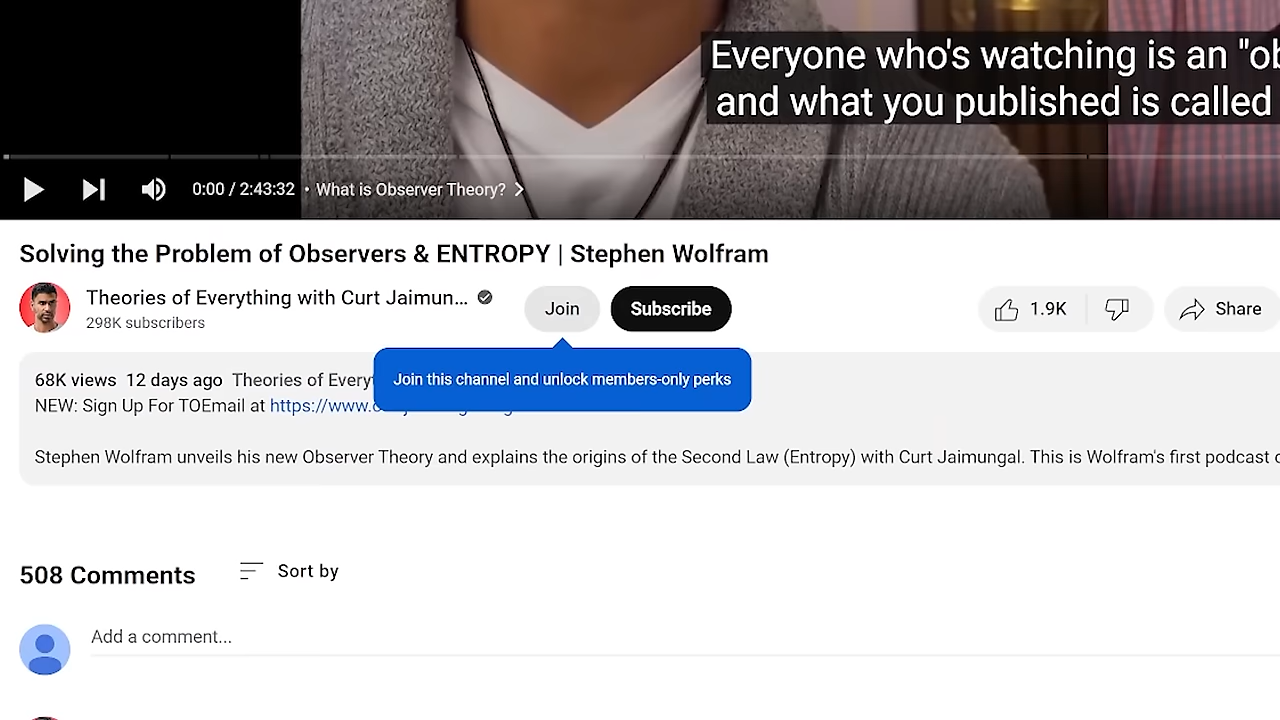 Everyone who's watching is an "ob
and what you published is called
0:00 / 2:43:32 • What is Observer Theory?
Solving the Problem of Observers & ENTROPY | Stephen Wolfram
Theories of Everything with Curt Jaimun...
298K subscribers
Join
Subscribe
1.9K
Share
68K views 12 days ago Theories of Everyt
Join this channel and unlock members-only perks
NEW: Sign Up For TOEmail at https://www.c
Stephen Wolfram unveils his new Observer Theory and explains the origins of the Second Law (Entropy) with Curt Jaimungal. This is Wolfram's first podcast o
508 Comments
Sort by
Add a comment...